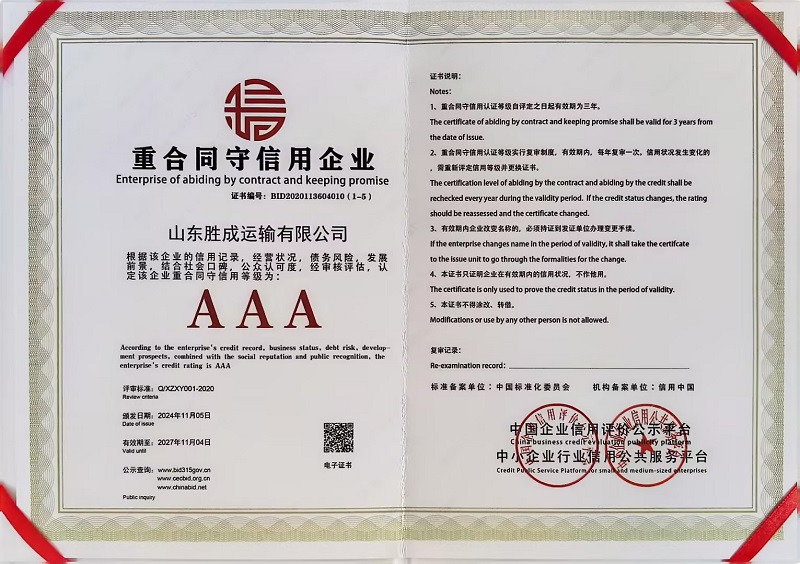 重合同守信用企业
Enterprise of abiding by contract and keeping promise
证书编号：BID2020113604010（1-5）
山东胜成运输有限公司
根据该企业的信用记录，经营状况，债务风险，发展
前景，结合社会口碑，公众认可度，经审核评估，认
定该企业重合同守信用等级为：
AAA
According to the enterprise's credit record, business status, debt risk, develop-
ment prospects, combined with the social reputation and public recognition, the
enterprise's credit rating is AAA
评审标准：Q/XZXY001-2020
Review criteria
颁发日期：2024年11月05日
Date of issue
有效期至：2027年11月04日
Valid until
公示查询：www.bid315gov.cn
www.cecbid.org.cn
www.chinabid.net
Public inquiry
电子证书
证书说明：
Notes:
1、重合同守信用认证等级自评定之日起有效期为三年。
The certificate of abiding by contract and keeping promise shall be valid for 3 years from
the date of issue.
2、重合同守信用认证等级实行复审制度，有效期内，每年复审一次。信用状况发生变化的
，需重新评定信用等级并更换证书。
The certification level of abiding by the contract and abiding by the credit shall be
rechecked every year during the validity period. If the credit status changes, the rating
should be reassessed and the certificate changed.
3、有效期内企业改变名称的，必须持证到发证单位办理变更手续。
If the enterprise changes name in the period of validity, it shall take the certifcate
to the issue unit to go through the formalities for the change.
4、本证书只证明企业在有效期内的信用状况，不作他用。
The certificate is only used to prove the credit status in the period of validity.
5、本证书不得涂改、转借。
Modifications or use by any other person is not allowed.
复审记录：
Re-examination record:
标准备案单位：中国标准化委员会 机构备案单位：信用中国
中国企业信用评价公示平台
China business credit evaluation publicity platform
中小企业行业信用公共服务平台
Credit Public Service Platform for small and medium-sized enterprises